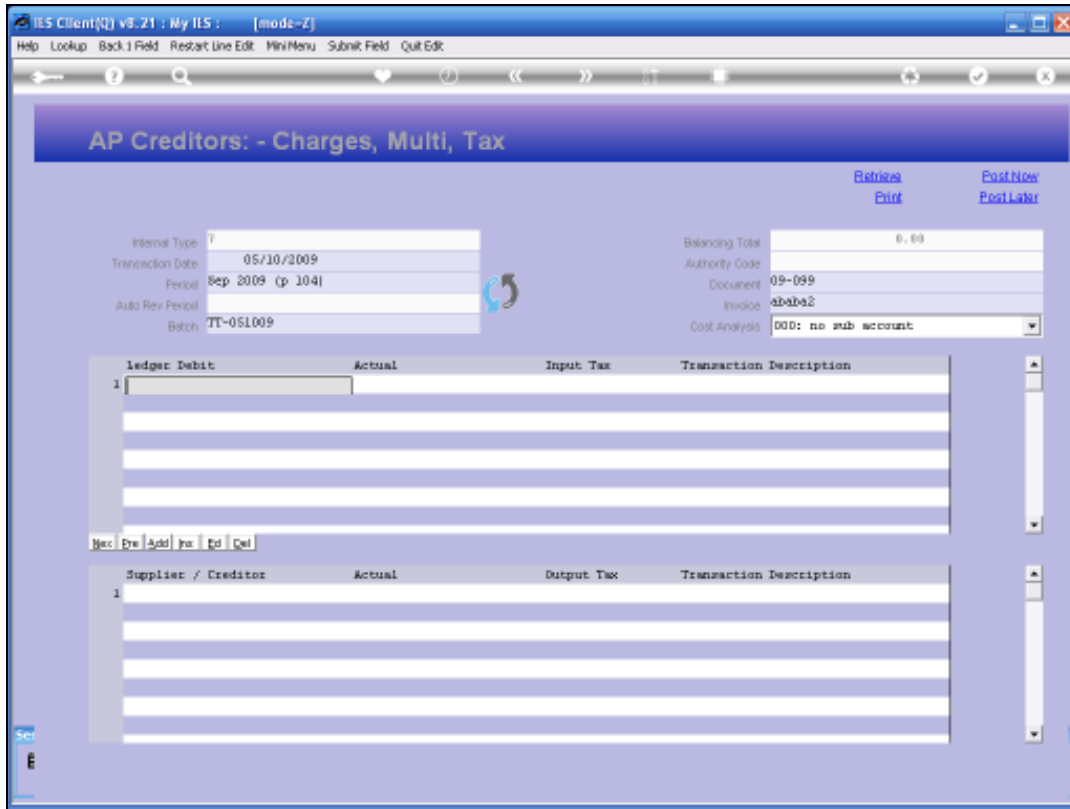 IES Client(Q) v8.21 : My IES : [mode-Z]
Help Lookup Back 1 Field Restart Line Edit MiniMenu Submit Field Quit Edit
AP Creditors: - Charges, Multi, Tax
Retrieve Post Now
Print Post Later
Internal Type 7 Balancing Total 0.00
Transaction Date 05/10/2009 Authority Code
Period Sep 2009 (p 104) Document 09-099
Auto Rev Period Invoice ababa2
Batch TT-051009 Cost Analysis 000: no sub account
ledger Debit Actual Input Tax Transaction Description
1
Nxt Pre Add Ins Ed Del
Supplier / Creditor Actual Output Tax Transaction Description
1